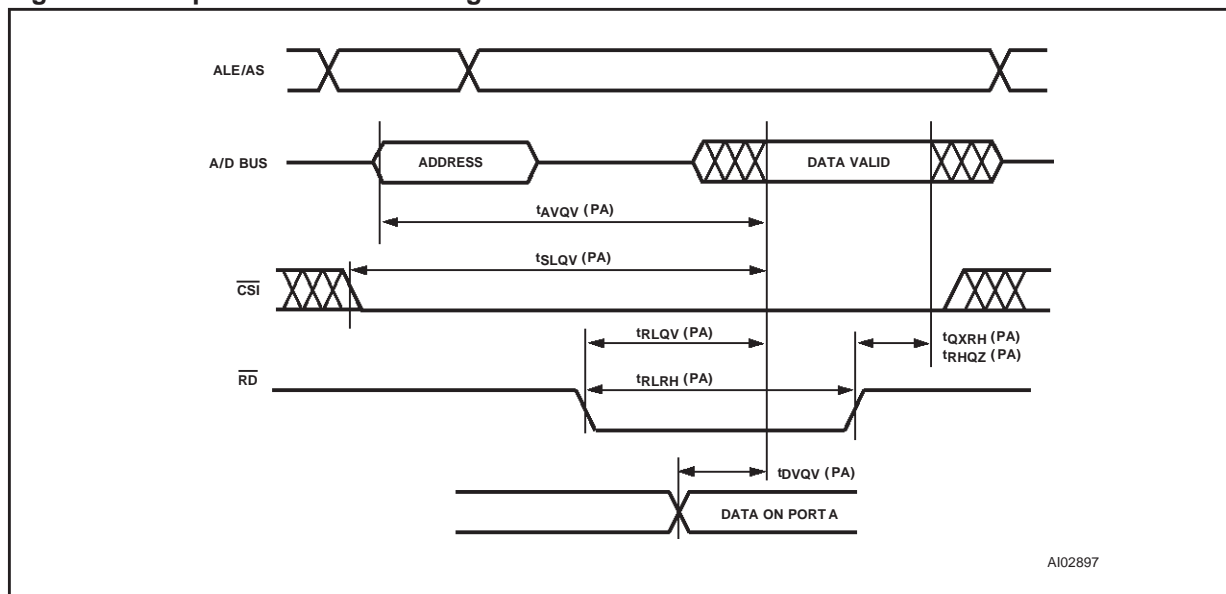 ALE/AS
A/D BUS
ADDRESS
DATA VALID
tAVQV (PA)
tSLQV (PA)
CSI
tRLQV (PA)
tQXRH (PA)
tRHQZ (PA)
RD
tRLRH (PA)
tDVQV (PA)
DATA ON PORT A
AI02897